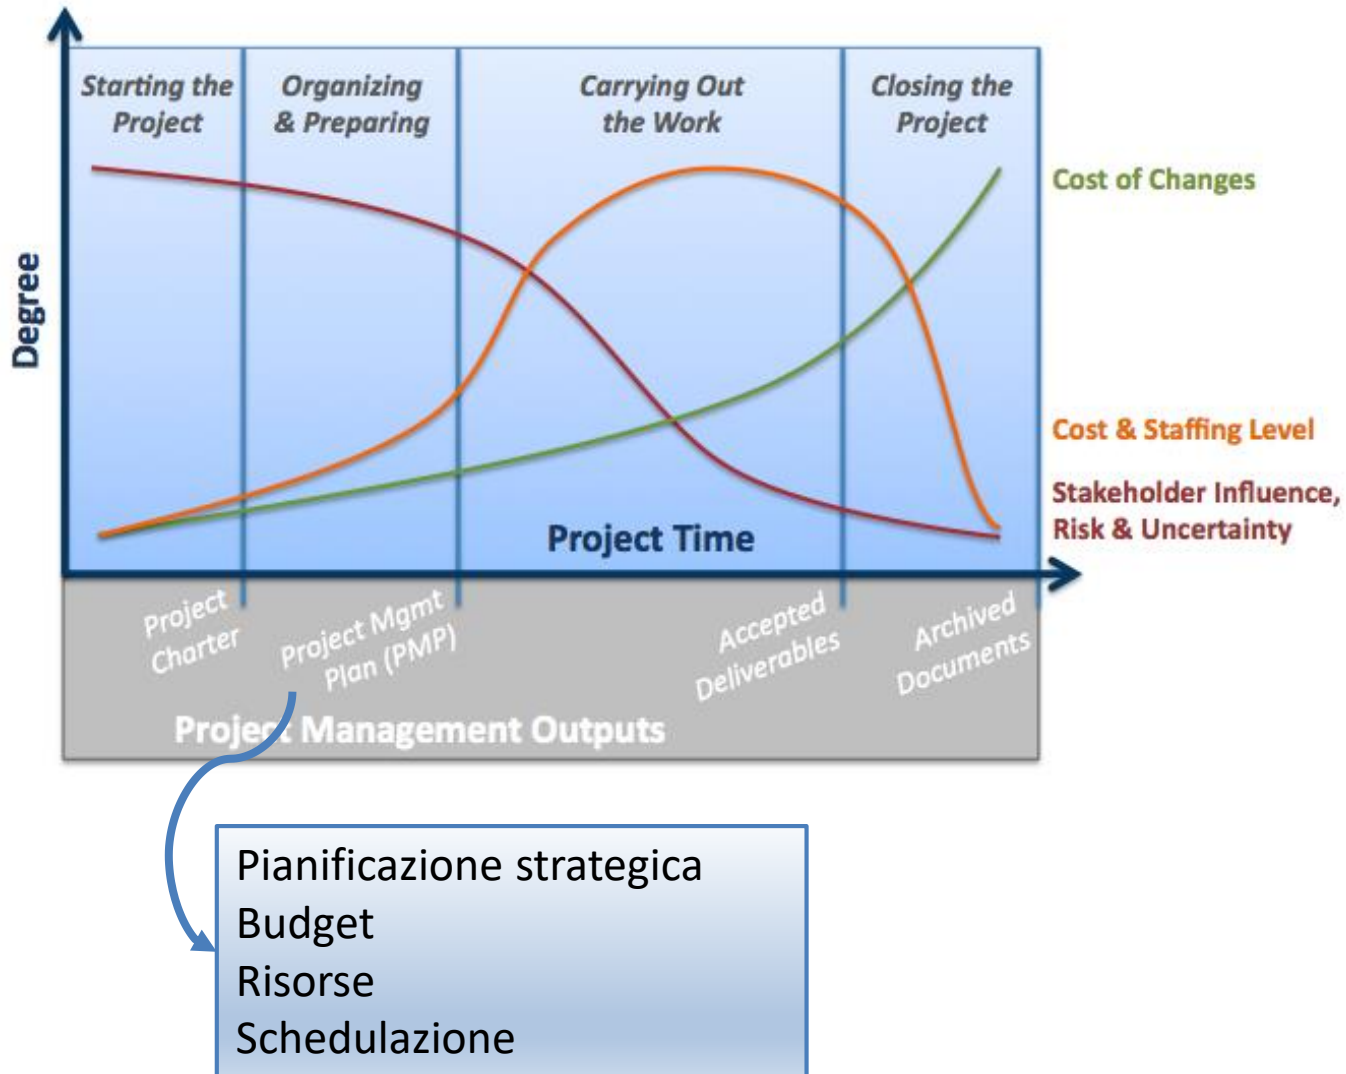 Starting the
Project
Organizing
& Preparing
Carrying Out
the Work
Closing the
Project
Degree
Cost of Changes
Cost & Staffing Level
Stakeholder Influence,
Risk & Uncertainty
Project Time
Project
Charter
Project Mgmt
Plan (PMP)
Accepted
Deliverables
Archived
Documents
Project Management Outputs
Pianificazione strategica
Budget
Risorse
Schedulazione